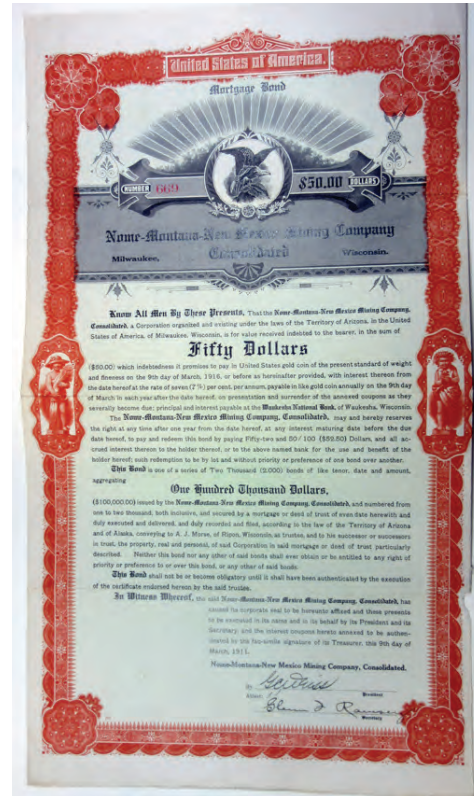 United States of America.
Mortgage Bond
NUMBER 669 $50.00 DOLLARS
Nome-Montana-New Mexico Mining Company
Milwaukee, Consolidated Wisconsin.
Know All Men By These Presents, That the Nome-Montana-New Mexico Mining Company,
Consolidated, a Corporation organized and existing under the laws of the Territory of Arizona, in the United
States of America, of Milwaukee, Wisconsin, is for value received indebted to the bearer, in the sum of
Fifty Dollars
($50.00) which indebtedness it promises to pay in United States gold coin of the present standard of weight
and fineness on the 9th day of March, 1916, or before as hereinafter provided, with interest thereon from
the date hereof at the rate of seven (7%) per cent. per annum, payable in like gold coin annually on the 9th day
of March in each year after the date hereof, on presentation and surrender of the annexed coupons as they
severally become due; principal and interest payable at the Waukesha National Bank, of Waukesha, Wisconsin.
The Nome-Montana-New Mexico Mining Company, Consolidated, may and hereby reserves
the right at any time after one year from the date hereof, at any interest maturing date before the due
date hereof, to pay and redeem this bond by paying Fifty-two and 50/100 ($52.50) Dollars, and all ac-
crued interest thereon to the holder thereof, or to the above named bank for the use and benefit of the
holder hereof; such redemption to be by lot and without priority or preference of one bond over another.
This Bond is one of a series of Two Thousand (2,000) bonds of like tenor, date and amount,
aggregating
One Hundred Thousand Dollars,
($100,000.00) issued by the Nome-Montana-New Mexico Mining Company, Consolidated, and numbered from
one to two thousand, both inclusive, and secured by a mortgage or deed of trust of even date herewith and
duly executed and delivered, and duly recorded and filed, according to the law of the Territory of Arizona
and of Alaska, conveying to A. J. Morse, of Ripon, Wisconsin, as trustee, and to his successor or successors
in trust, the property, real and personal, of said Corporation in said mortgage or deed of trust particularly
described. Neither this bond nor any other of said bonds shall ever obtain or be entitled to any right of
priority or preference to or over this bond, or any other of said bonds.
This Bond shall not be or become obligatory until it shall have been authenticated by the execution
of the certificate endorsed hereon by the said trustee.
In Witness Whereof, the said Nome-Montana-New Mexico Mining Company, Consolidated, has
caused its corporate seal to be hereunto affixed and these presents
to be executed in its name and in its behalf by its President and its
Secretary; and the interest coupons hereto annexed to be authen-
ticated by the fac-simile signature of its Treasurer, this 9th day of
March, 1911.
Nome-Montana-New Mexico Mining Company, Consolidated.
By
President
Attest
Secretary